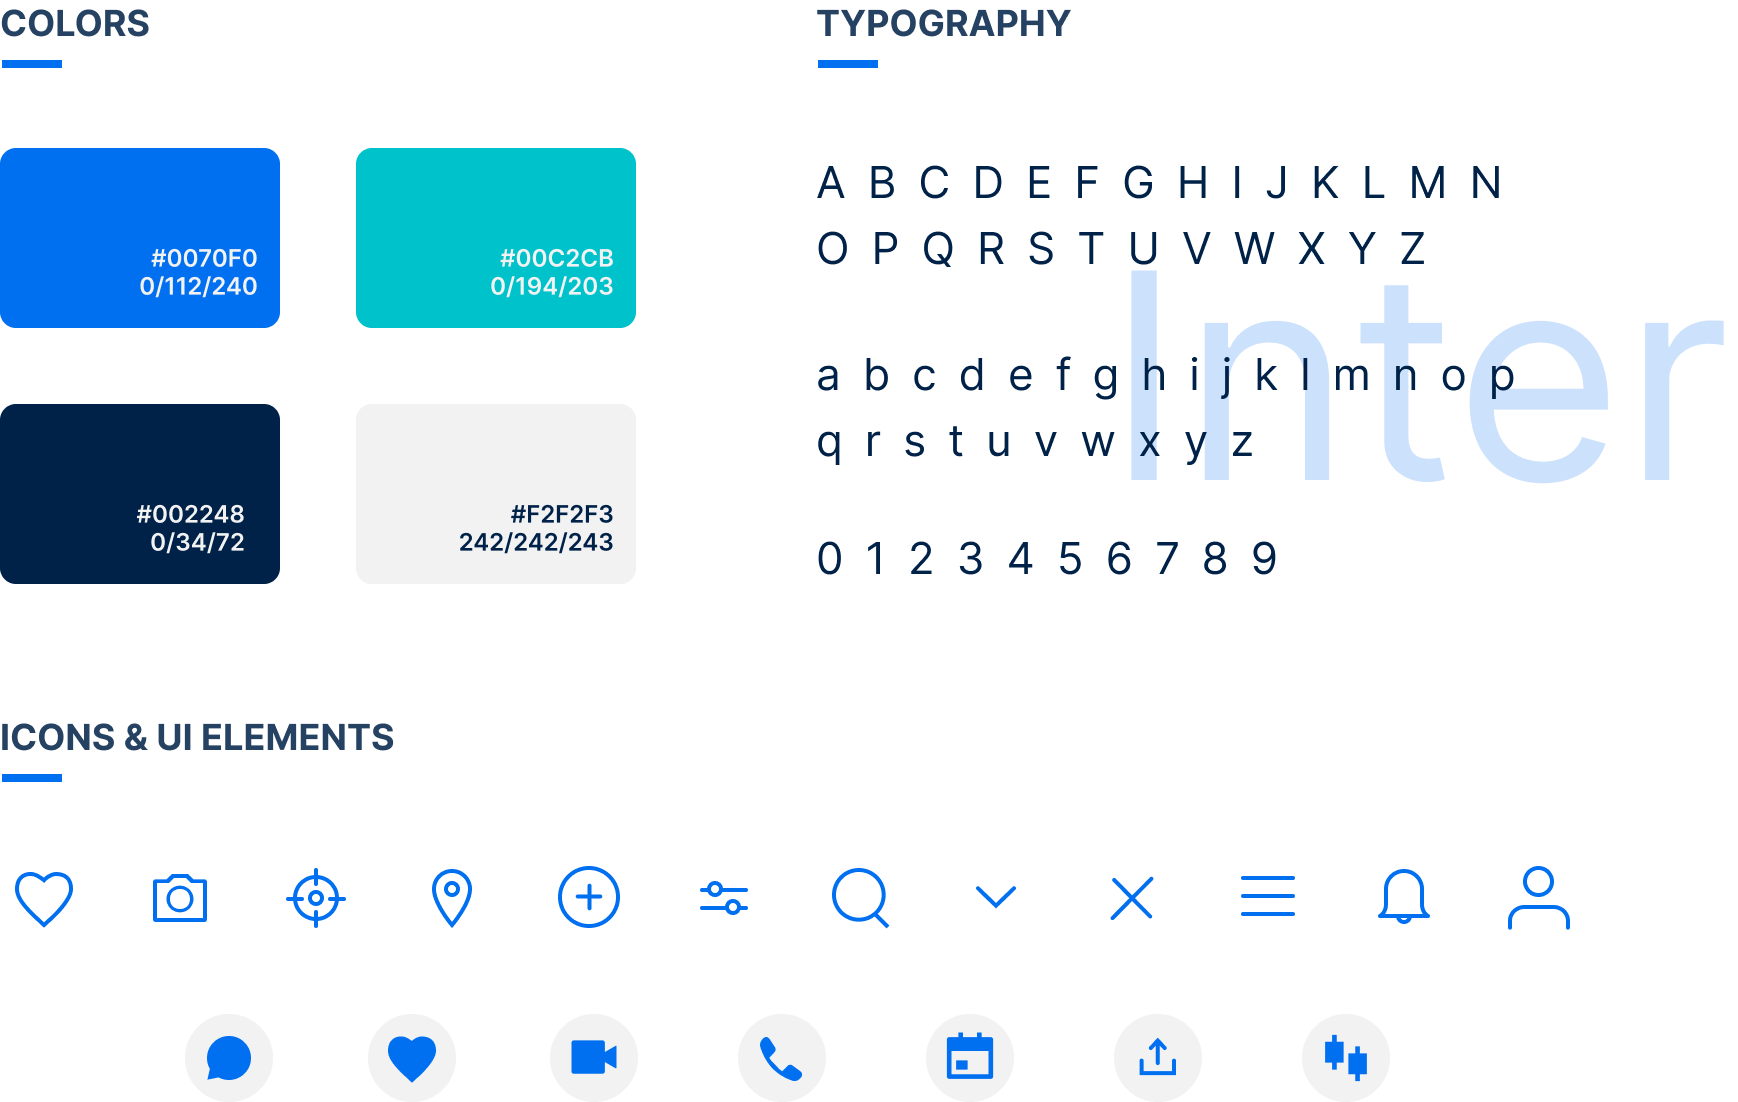 COLORS
#0070F0
0/112/240
#00C2CB
0/194/203
#002248
0/34/72
#F2F2F3
242/242/243
TYPOGRAPHY
A B C D E F G H I J K L M N
O P Q R S T U V W X Y Z
Inter
a b c d e f g h i j k l m n o p
q r s t u v w x y z
0 1 2 3 4 5 6 7 8 9
ICONS & UI ELEMENTS